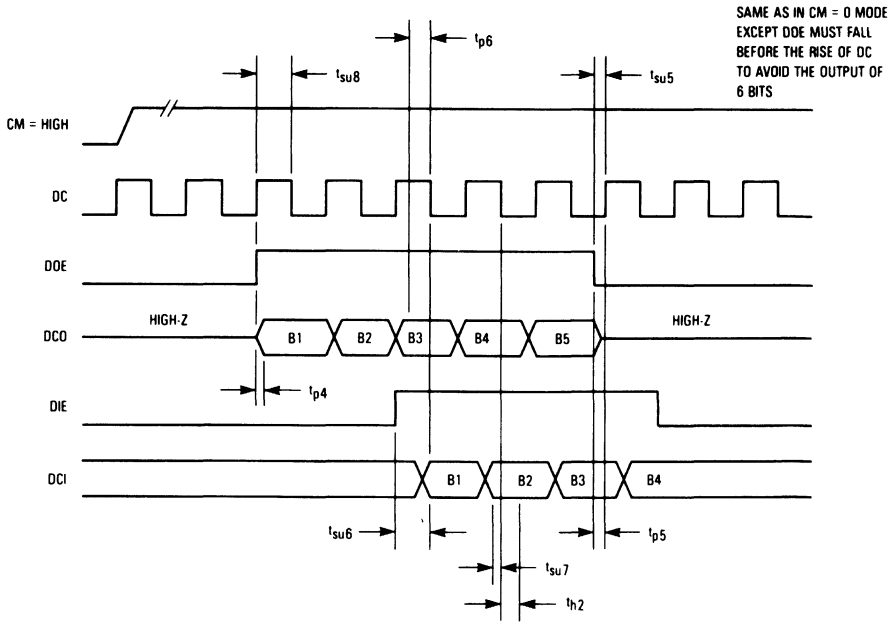 SAME AS IN CM = 0 MODE
EXCEPT DOE MUST FALL
BEFORE THE RISE OF DC
TO AVOID THE OUTPUT OF
6 BITS
tp6
tsu8
tsu5
CM = HIGH
DC
DOE
HIGH-Z
HIGH-Z
DCO
B1
B2
B3
B4
B5
tp4
DIE
DCI
B1
B2
B3
B4
tsu6
tp5
tsu7
th2